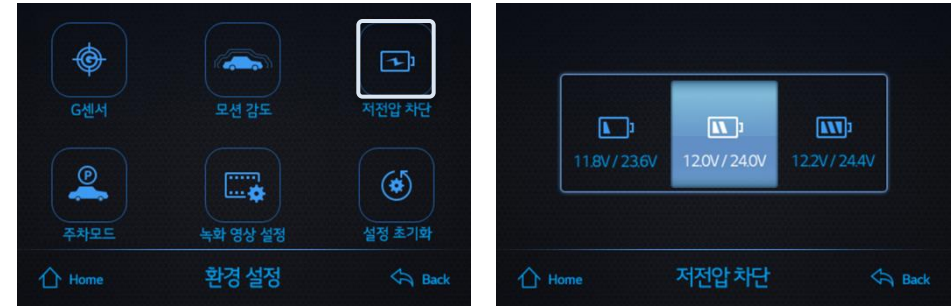 G센서 모션 감도 저전압 차단
주차모드 녹화 영상 설정 설정 초기화
Home 환경 설정 Back
11.8V / 23.6V 12.0V / 24.0V 12.2V / 24.4V
Home 저전압 차단 Back